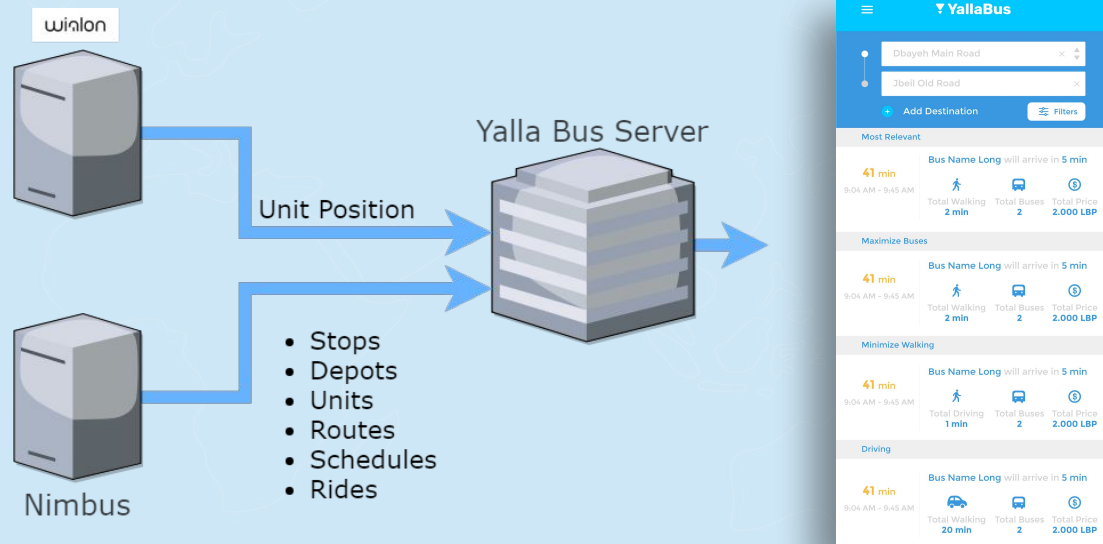 wialon
Unit Position
Yalla Bus Server
• Stops
• Depots
• Units
• Routes
• Schedules
• Rides
Nimbus
YallaBus
Dbayeh Main Road
Jbeil Old Road
Add Destination
Filters
Most Relevant
Bus Name Long will arrive in 5 min
41 min
9:04 AM - 9:45 AM
Total Walking Total Buses Total Price
2 min 2 2.000 LBP
Maximize Buses
Bus Name Long will arrive in 5 min
41 min
9:04 AM - 9:45 AM
Total Walking Total Buses Total Price
2 min 2 2.000 LBP
Minimize Walking
Bus Name Long will arrive in 5 min
41 min
9:04 AM - 9:45 AM
Total Driving Total Buses Total Price
1 min 2 2.000 LBP
Driving
Bus Name Long will arrive in 5 min
41 min
9:04 AM - 9:45 AM
Total Walking Total Buses Total Price
20 min 2 2.000 LBP